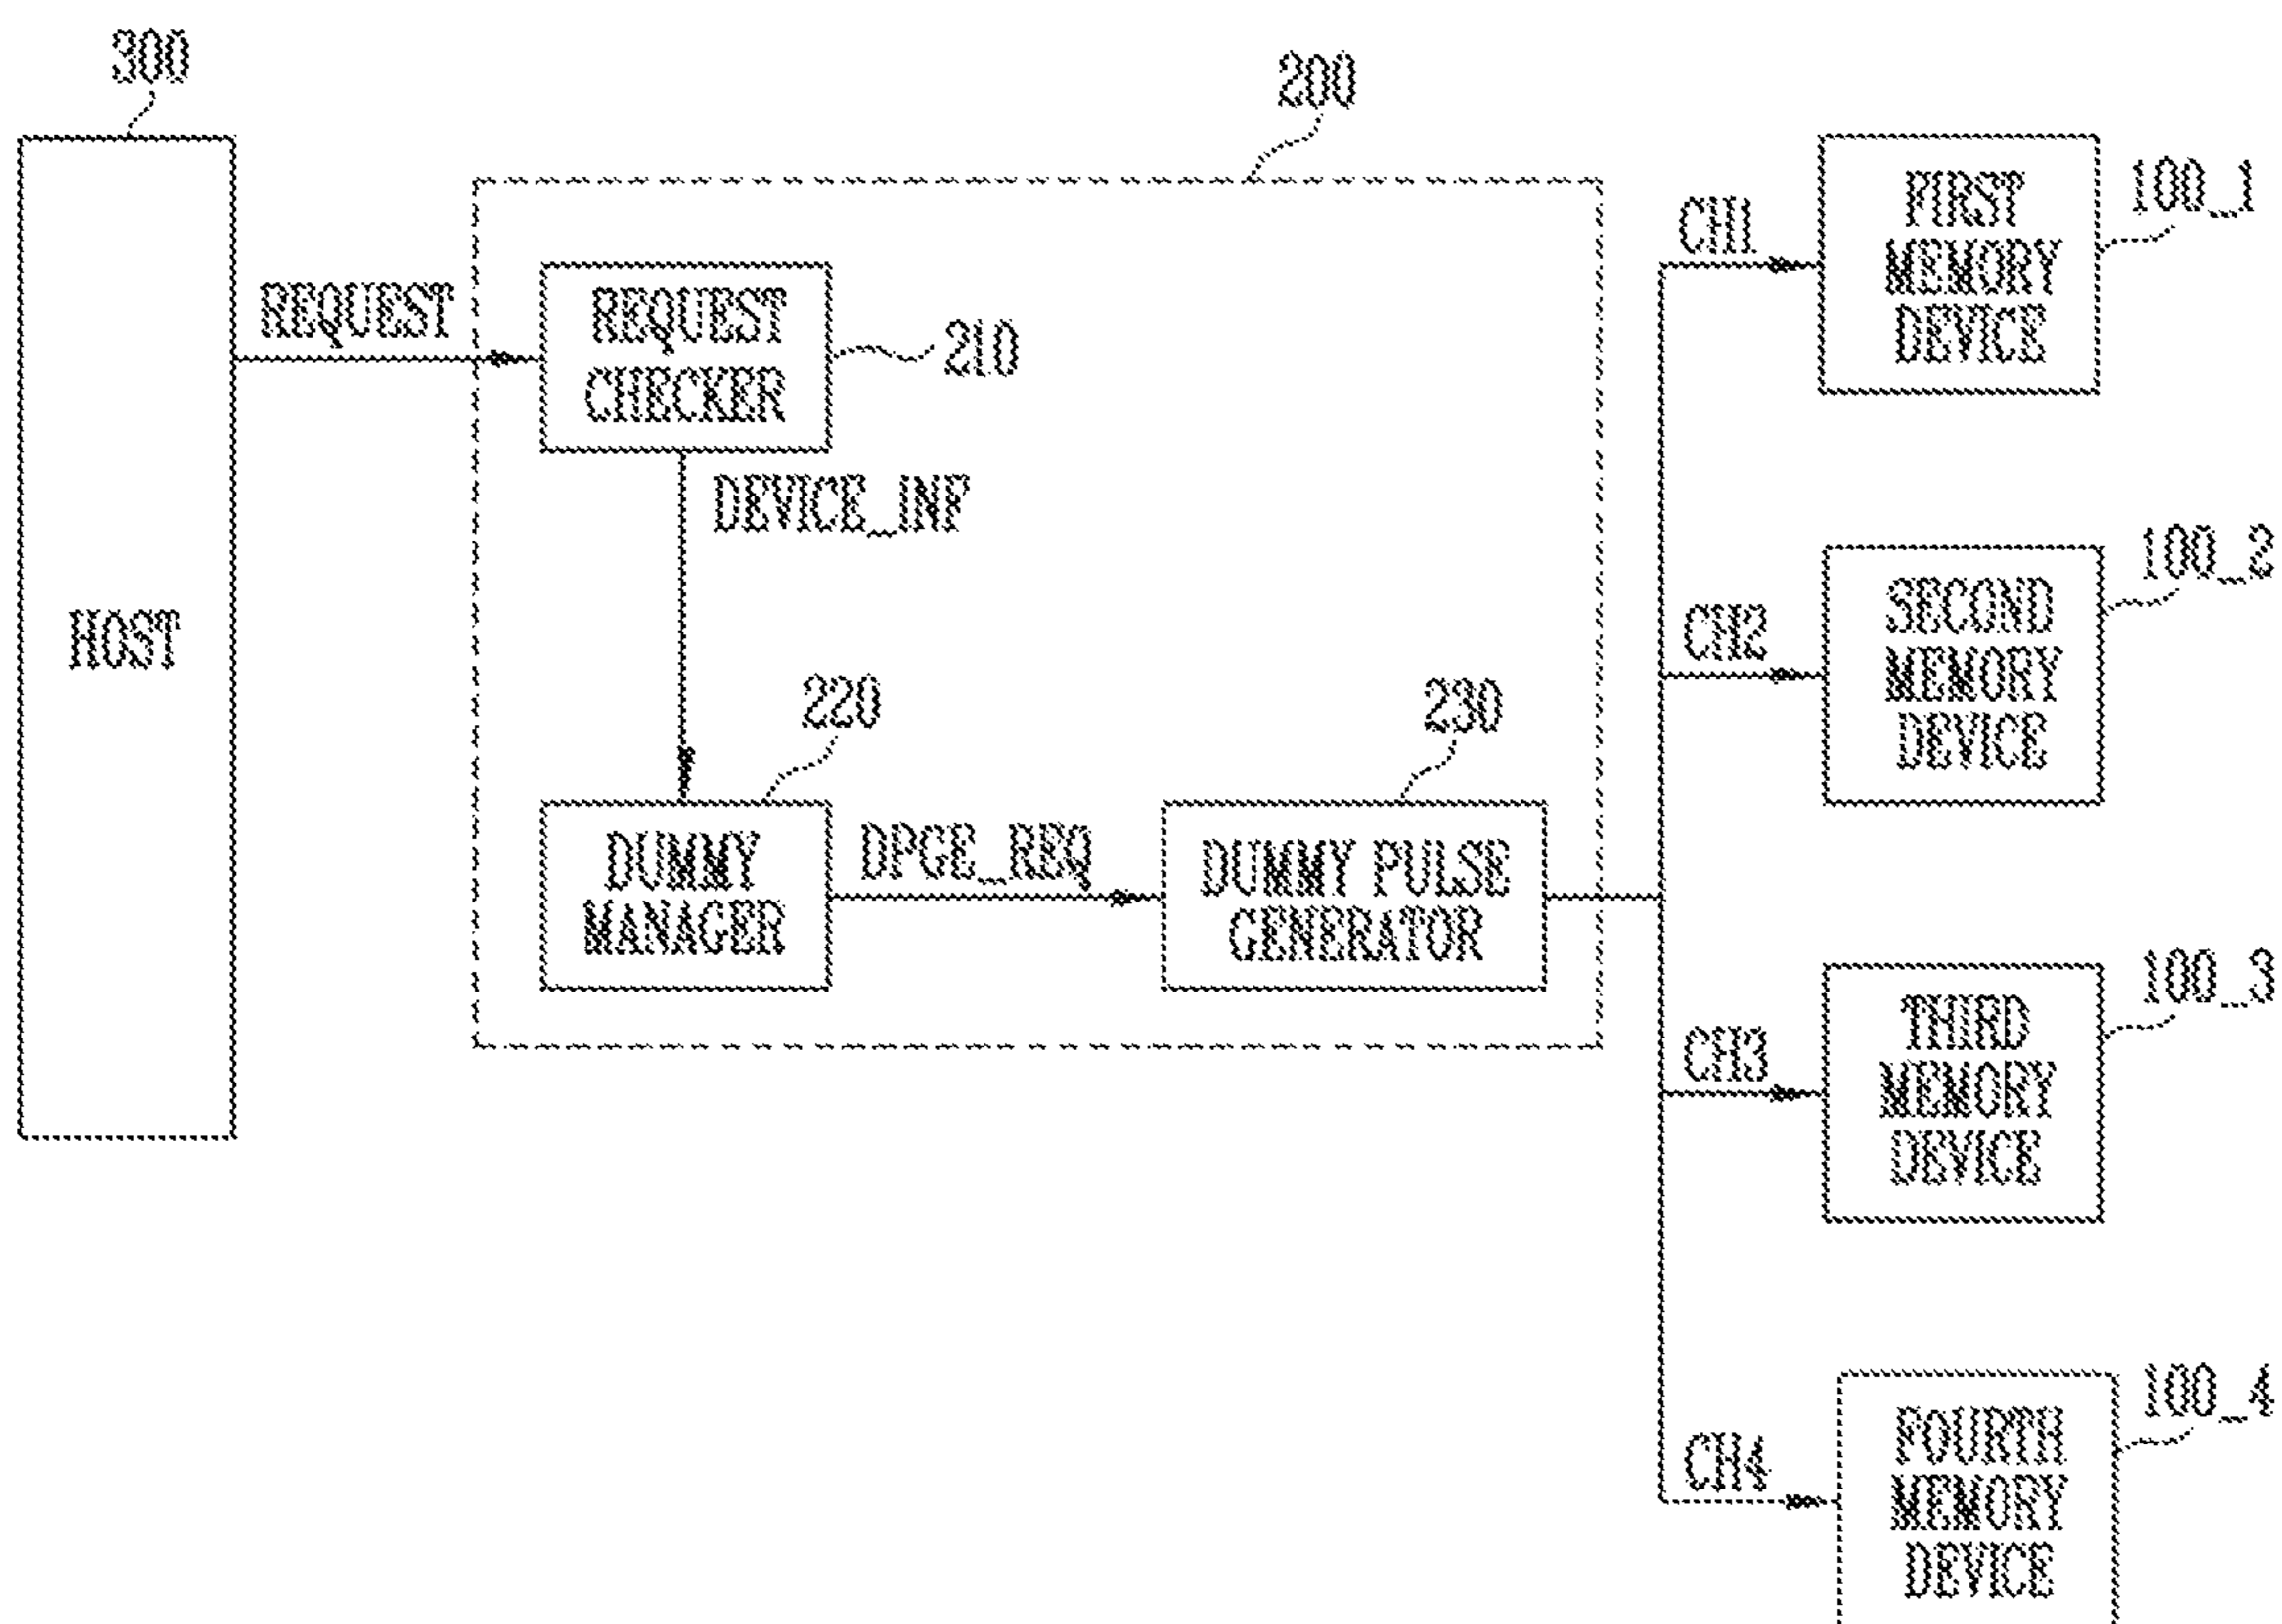 300
200
HOST
REQUEST
REQUEST
CHECKER
210
DEVICE_INF
220
DUMMY
MANAGER
DPGE_REQ
230
DUMMY PULSE
GENERATOR
CH1
FIRST
MEMORY
DEVICE
100_1
CH2
SECOND
MEMORY
DEVICE
100_2
CH3
THIRD
MEMORY
DEVICE
100_3
CH4
FOURTH
MEMORY
DEVICE
100_4